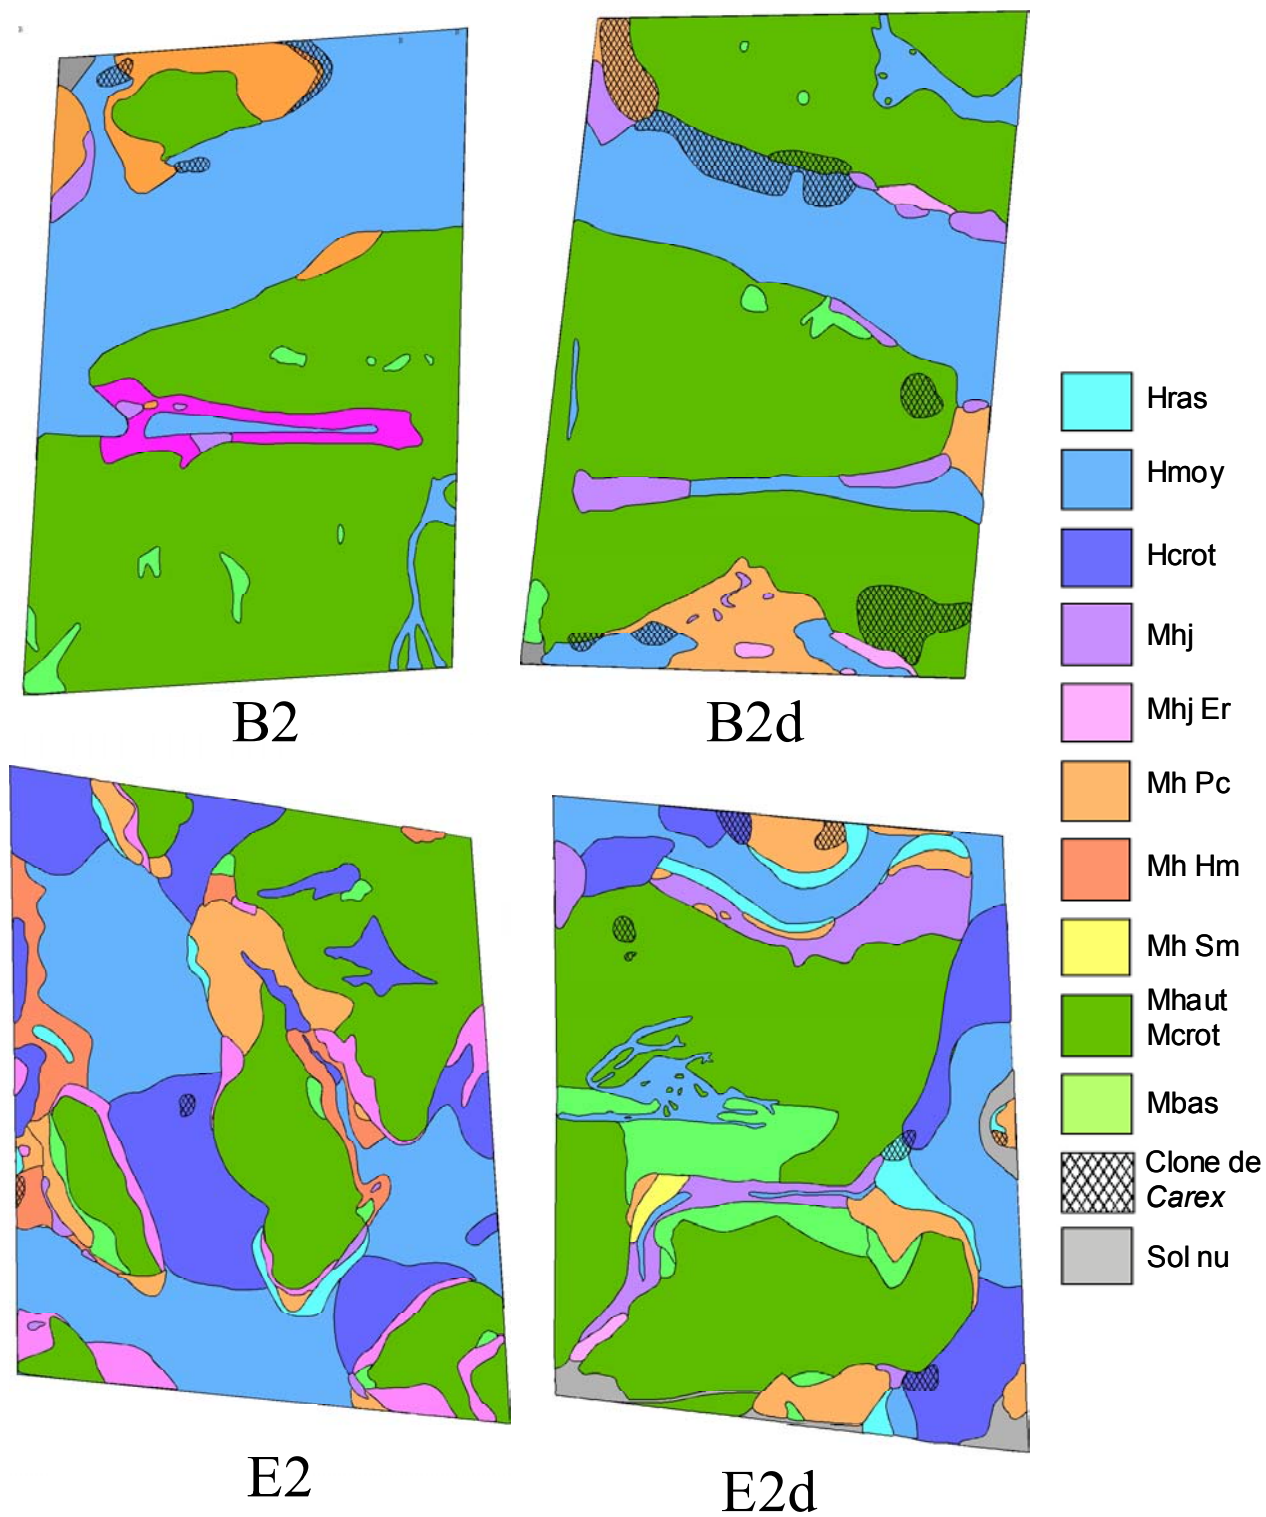 B2
B2d
E2
E2d
Hras
Hmoy
Hcrot
Mhj
Mhj Er
Mh Pc
Mh Hm
Mh Sm
Mhaut
Mcrot
Mbas
Clone de
Carex
Sol nu